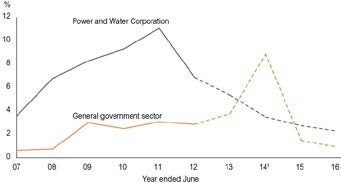 %
12
Power and Water Corporation
10
8
6
4
General government sector
2
0
07 08 09 10 11 12 13 14¹ 15 16
Year ended June